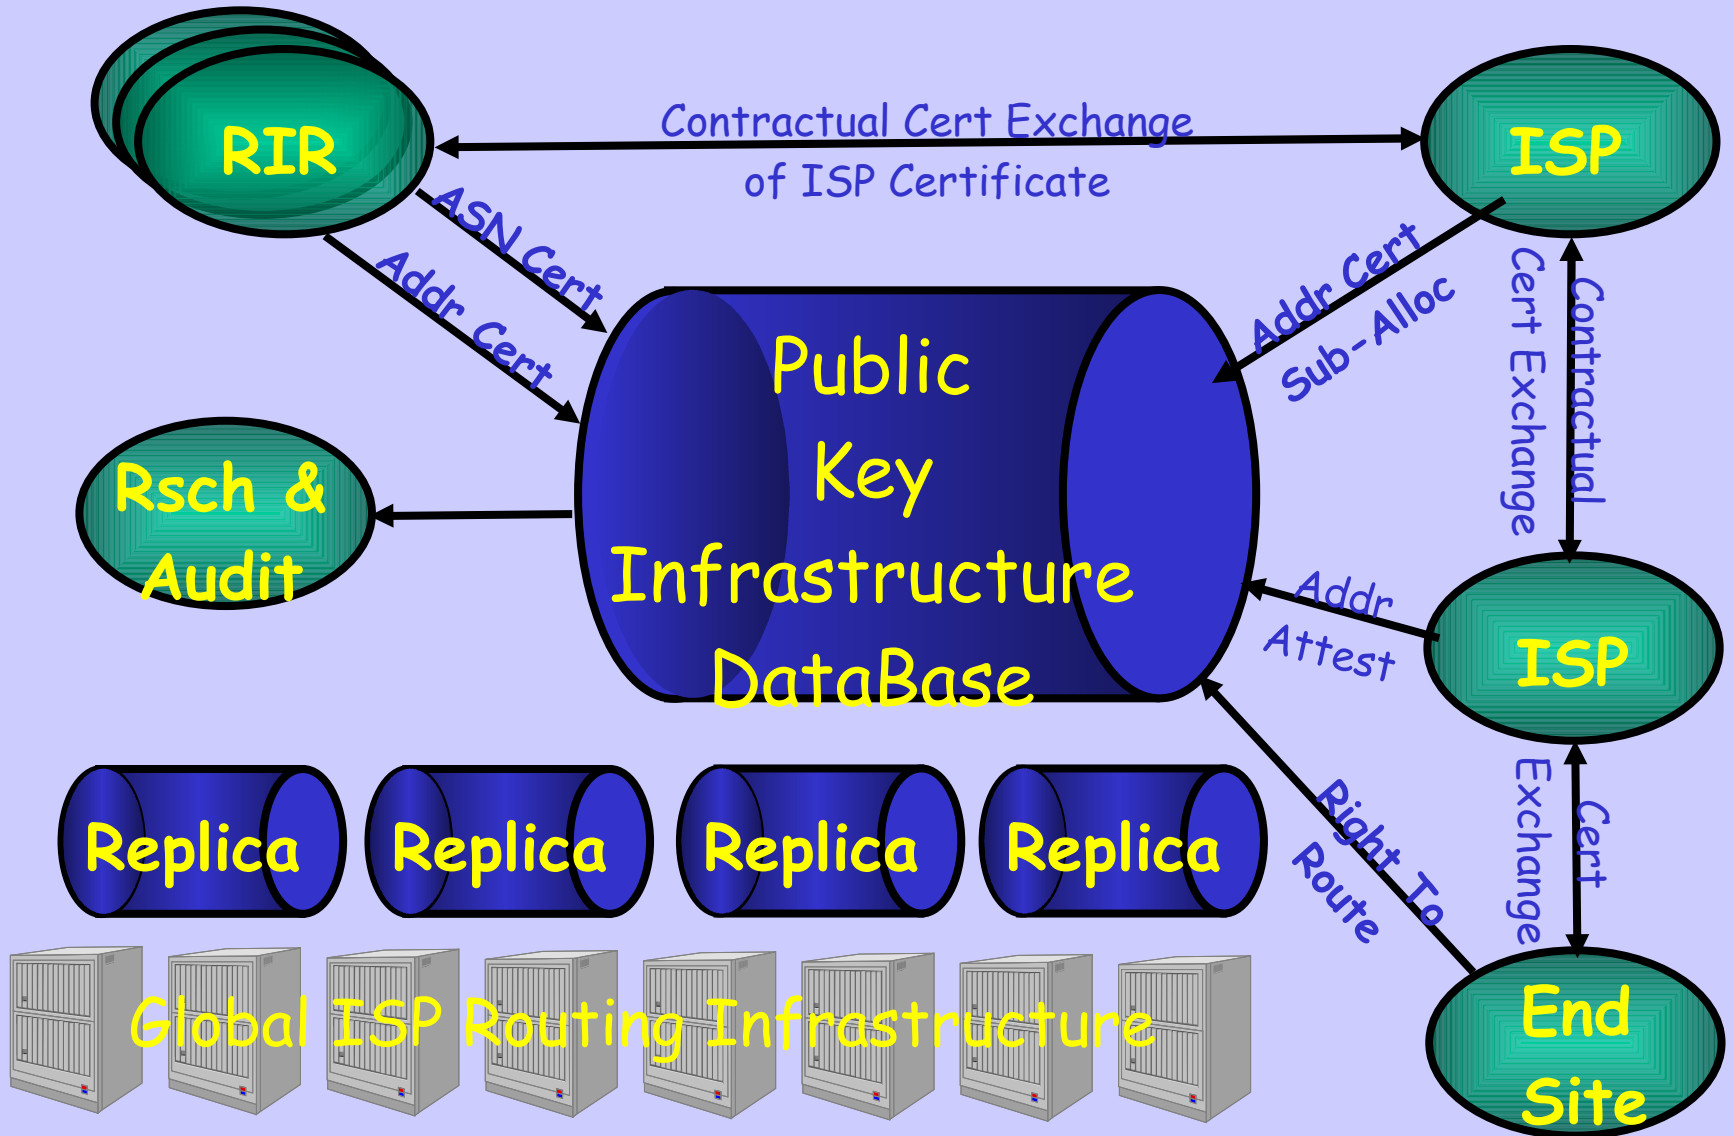 RIR
Contractual Cert Exchange
of ISP Certificate
ISP
ASN Cert
Addr Cert
Addr Cert
Sub-Alloc
Contractual
Cert Exchange
Public
Key
Infrastructure
DataBase
Rsch &
Audit
Addr
Attest
ISP
Right To
Route
Cert
Exchange
Replica
Replica
Replica
Replica
Global ISP Routing Infrastructure
End
Site